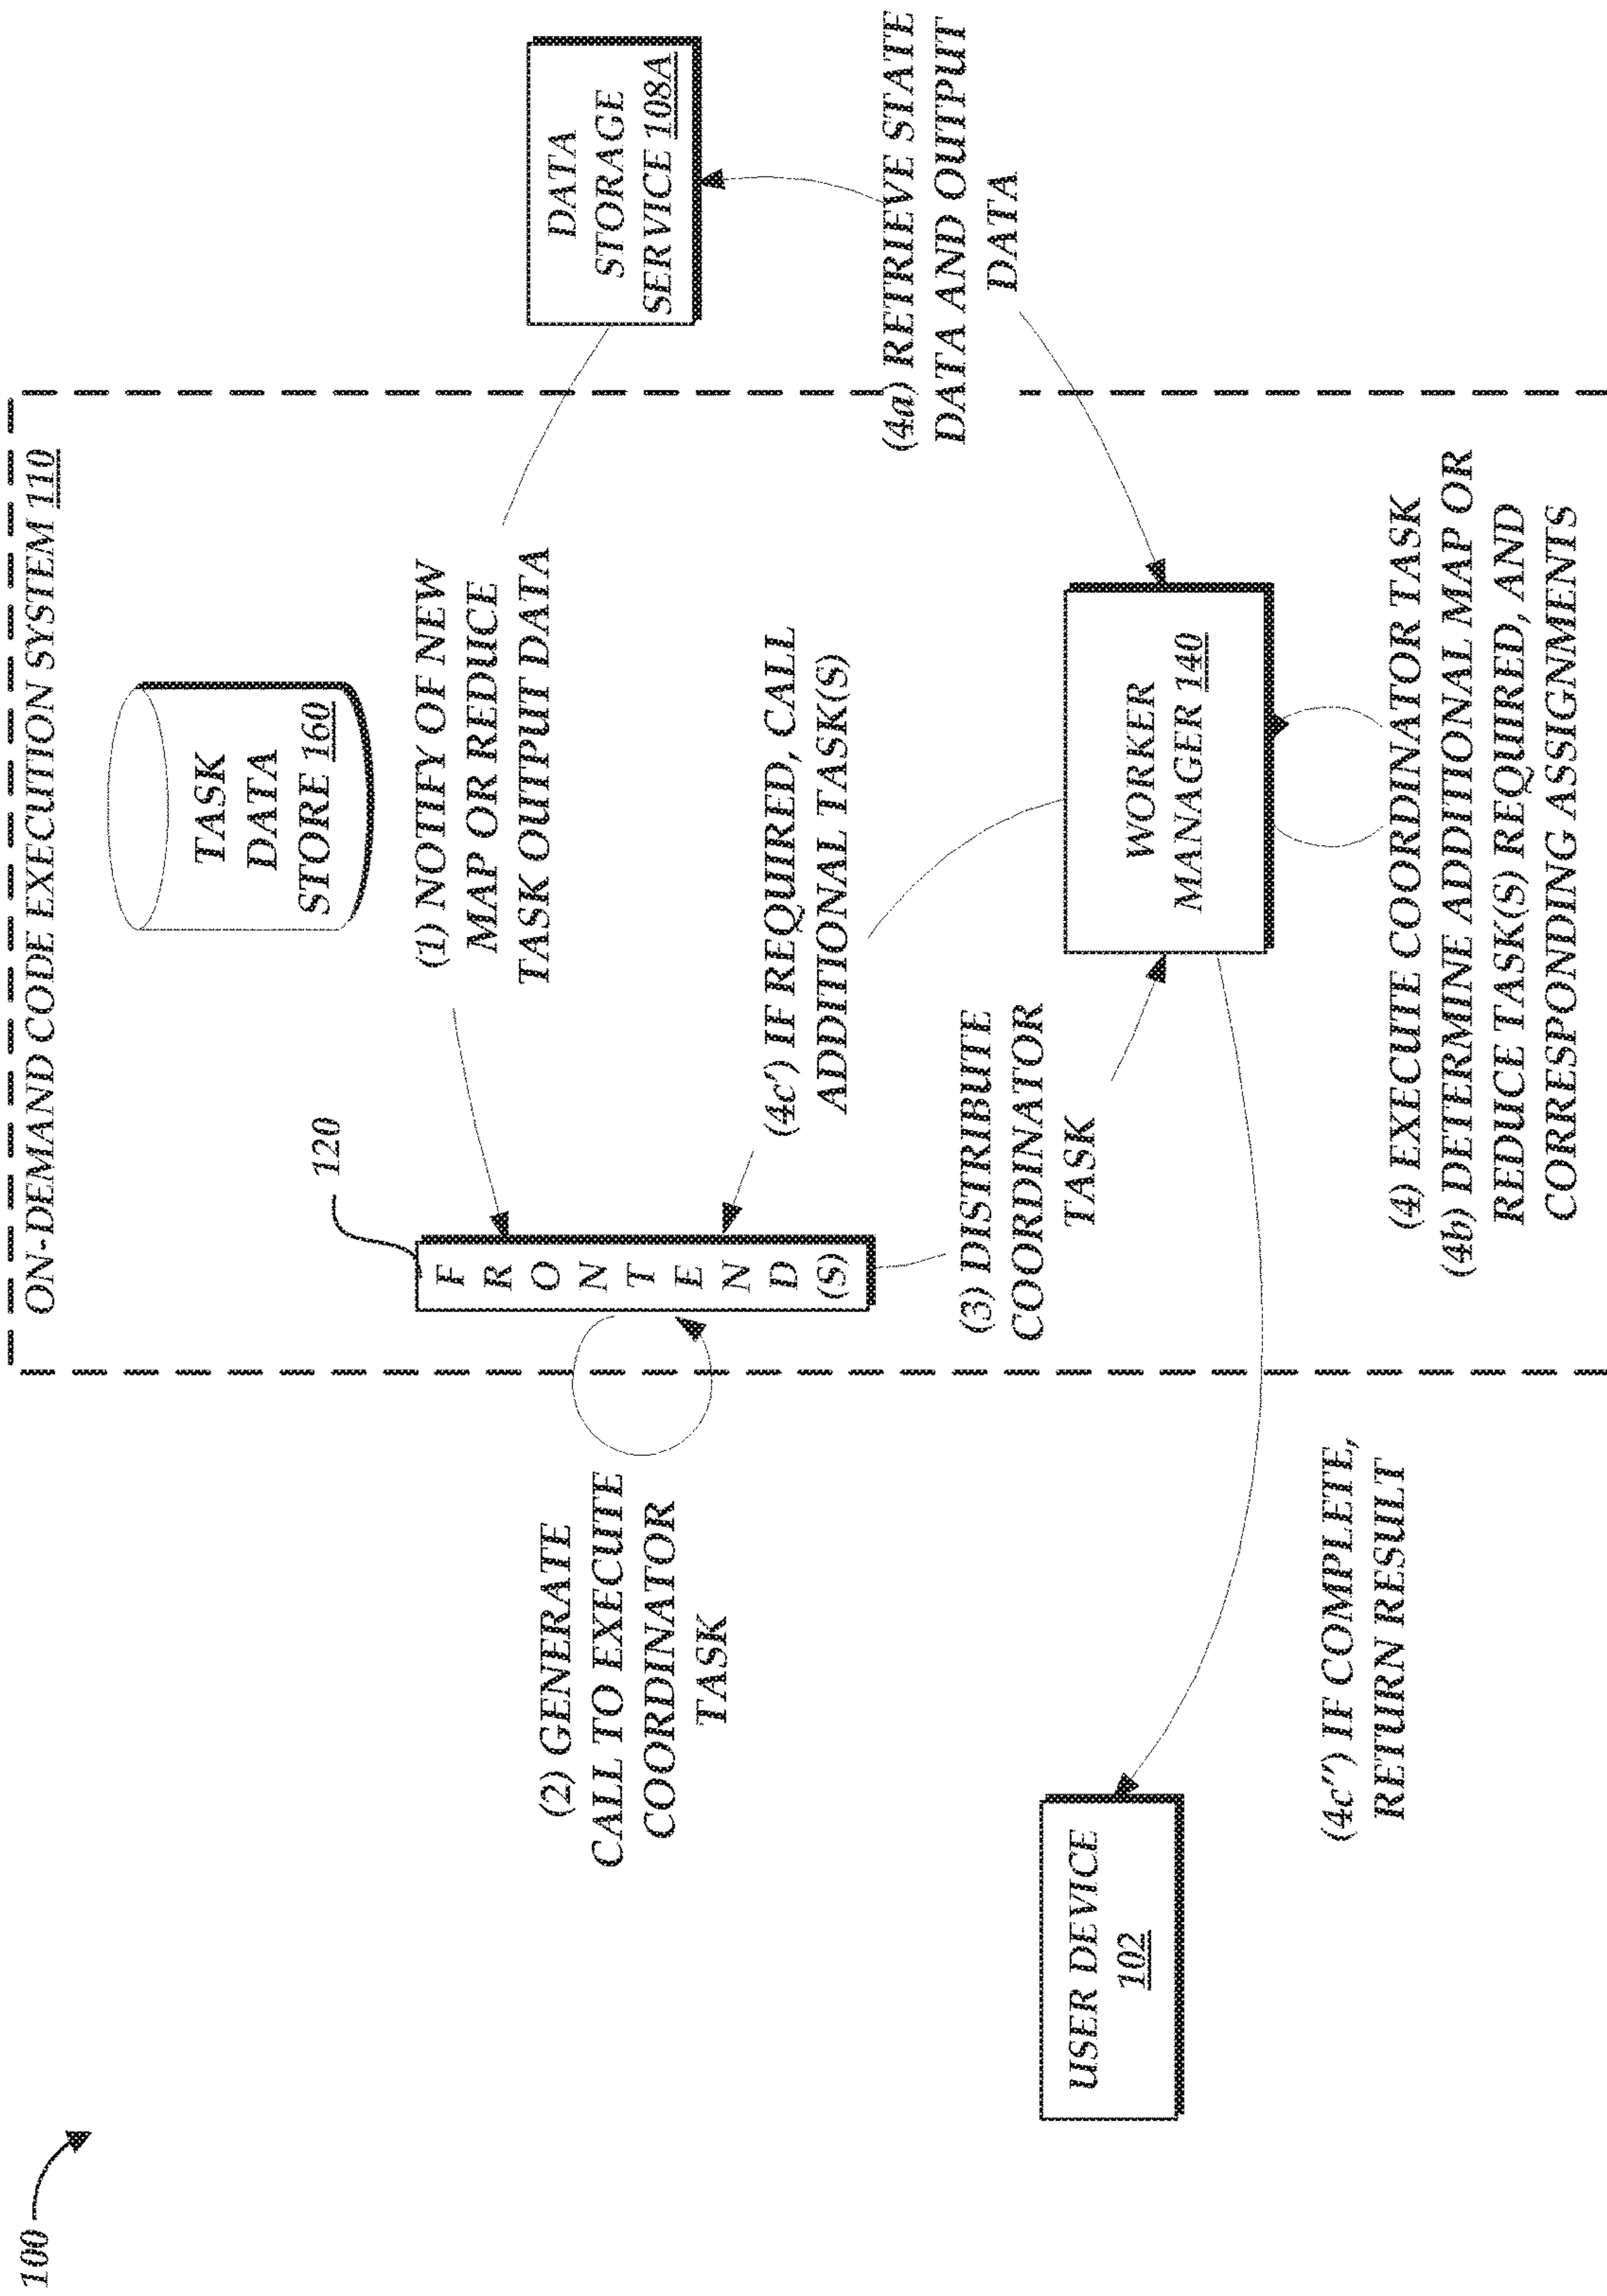 100
ON-DEMAND CODE EXECUTION SYSTEM 110
TASK
DATA
STORE 160
DATA
STORAGE
SERVICE 108A
120
(1) NOTIFY OF NEW
MAP OR REDUCE
TASK OUTPUT DATA
F
R
O
N
T
E
N
D
(S)
(2) GENERATE
CALL TO EXECUTE
COORDINATOR
TASK
(4c') IF REQUIRED, CALL
ADDITIONAL TASK(S)
(4a) RETRIEVE STATE
DATA AND OUTPUT
DATA
(3) DISTRIBUTE
COORDINATOR
TASK
USER DEVICE
102
WORKER
MANAGER 140
(4c'') IF COMPLETE,
RETURN RESULT
(4) EXECUTE COORDINATOR TASK
(4b) DETERMINE ADDITIONAL MAP OR
REDUCE TASK(S) REQUIRED, AND
CORRESPONDING ASSIGNMENTS